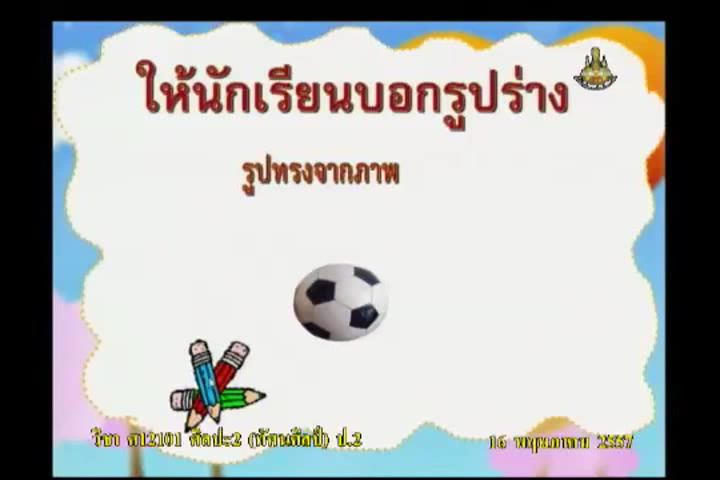 ให้นักเรียนบอกรูปร่าง
รูปทรงจากภาพ
วิชา ศ12101 ศิลปะ2 (ทัศนศิลป์) ป.2
16 พฤษภาคม 2557